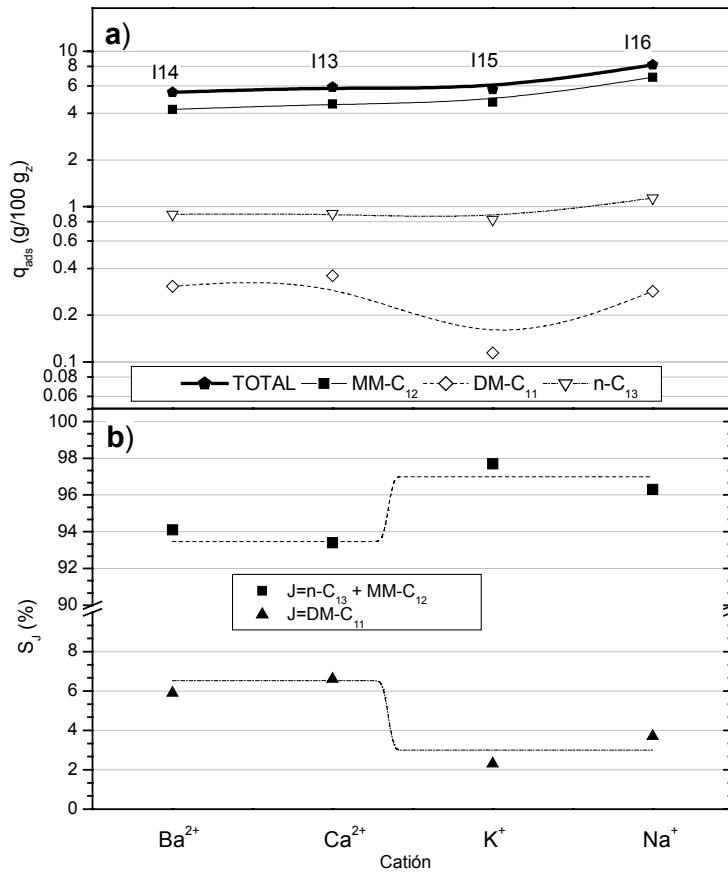 a)
I14
I13
I15
I16
10
8
6
4
2
1
0.8
0.6
0.4
0.2
0.1
0.08
0.06
q_ads (g/100 g_z)
TOTAL MM-C₁₂ DM-C₁₁ n-C₁₃
b)
100
98
96
94
92
90
8
6
4
2
0
S_J (%)
J=n-C₁₃ + MM-C₁₂
J=DM-C₁₁
Ba²⁺ Ca²⁺ K⁺ Na⁺
Catión